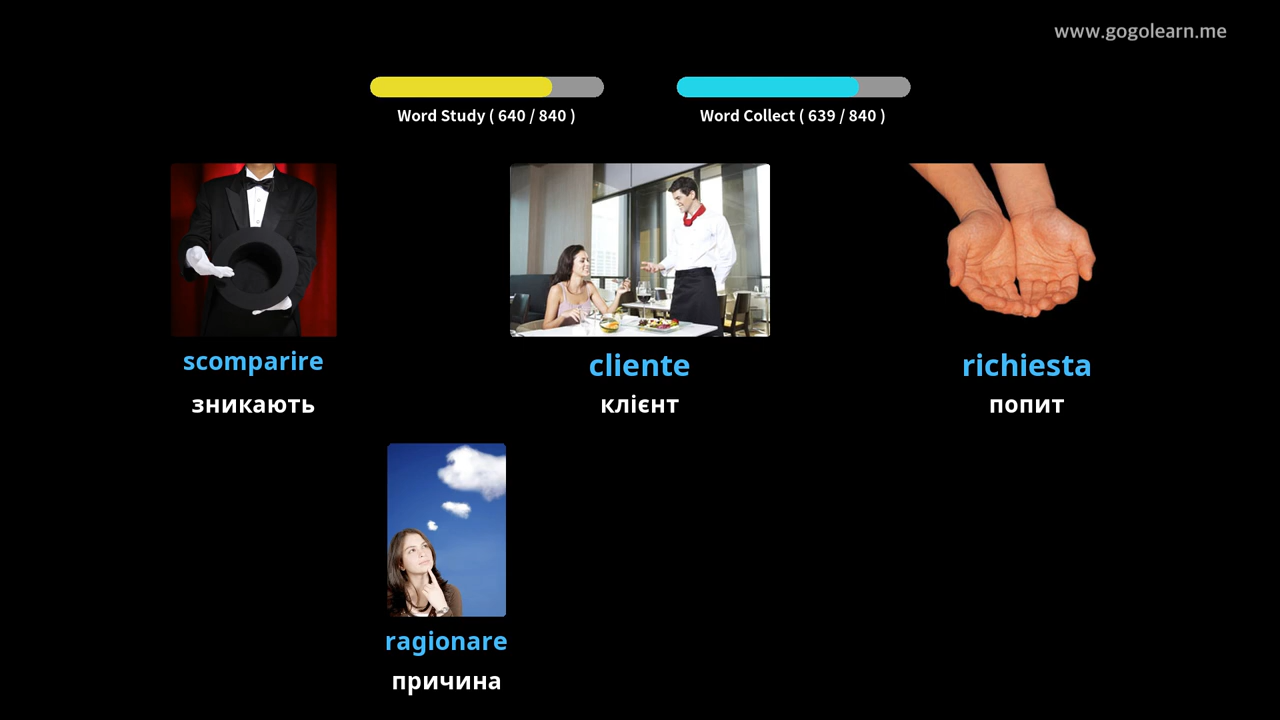 www.gogolearn.me
Word Study ( 640 / 840 )
Word Collect ( 639 / 840 )
scomparire
зникають
cliente
клієнт
richiesta
попит
ragionare
причина